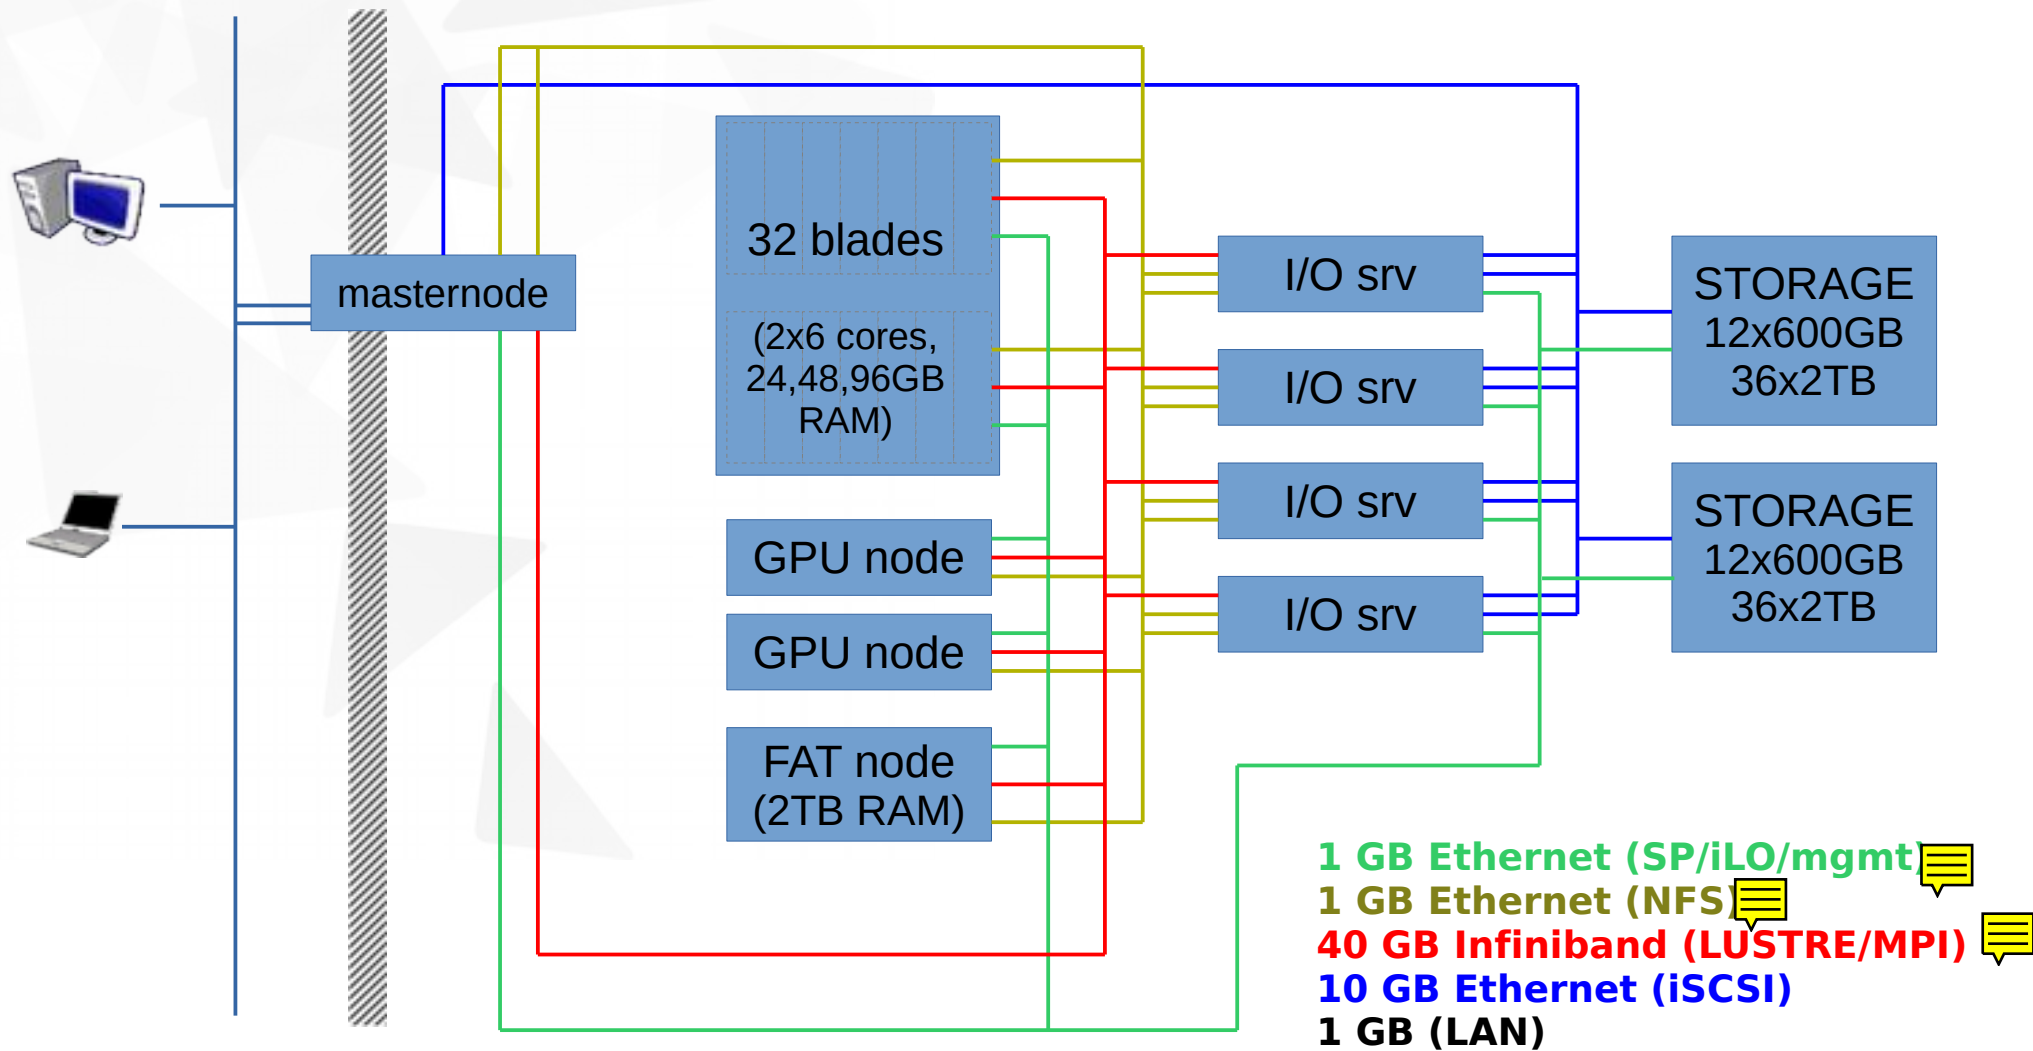 masternode
32 blades
(2x6 cores,
24,48,96GB
RAM)
GPU node
GPU node
FAT node
(2TB RAM)
I/O srv
I/O srv
I/O srv
I/O srv
STORAGE
12x600GB
36x2TB
STORAGE
12x600GB
36x2TB
1 GB Ethernet (SP/iLO/mgmt)
1 GB Ethernet (NFS)
40 GB Infiniband (LUSTRE/MPI)
10 GB Ethernet (iSCSI)
1 GB (LAN)